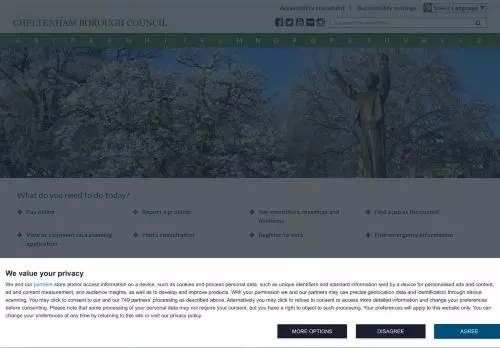 Accessibility statement | Accessibility settings Select Language ▼
CHELTENHAM BOROUGH COUNCIL
A B C D E F G H I J K L M N O P Q R S T U V W X Y Z
What do you need to do today?
Pay online
Report a problem
See councillors, meetings and
decisions
Find a job at the council
View or comment on a planning
application
Find a consultation
Register to vote
Find emergency information
We value your privacy
We and our partners store and/or access information on a device, such as cookies and process personal data, such as unique identifiers and standard information sent by a device for personalised ads and content,
ad and content measurement, and audience insights, as well as to develop and improve products. With your permission we and our partners may use precise geolocation data and identification through device
scanning. You may click to consent to our and our 749 partners' processing as described above. Alternatively you may click to refuse to consent or access more detailed information and change your preferences
before consenting. Please note that some processing of your personal data may not require your consent, but you have a right to object to such processing. Your preferences will apply to this website only. You can
change your preferences at any time by returning to this site or visit our privacy policy.
MORE OPTIONS
DISAGREE
AGREE